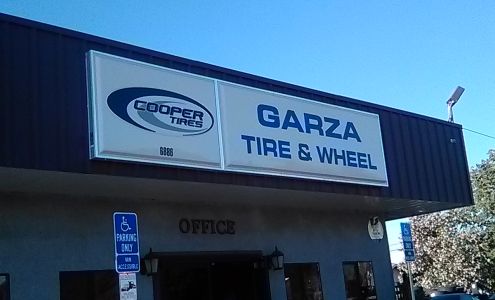 COOPER
TIRES
6886
GARZA
TIRE & WHEEL
OFFICE
PARKING
ONLY
VAN
ACCESSIBLE